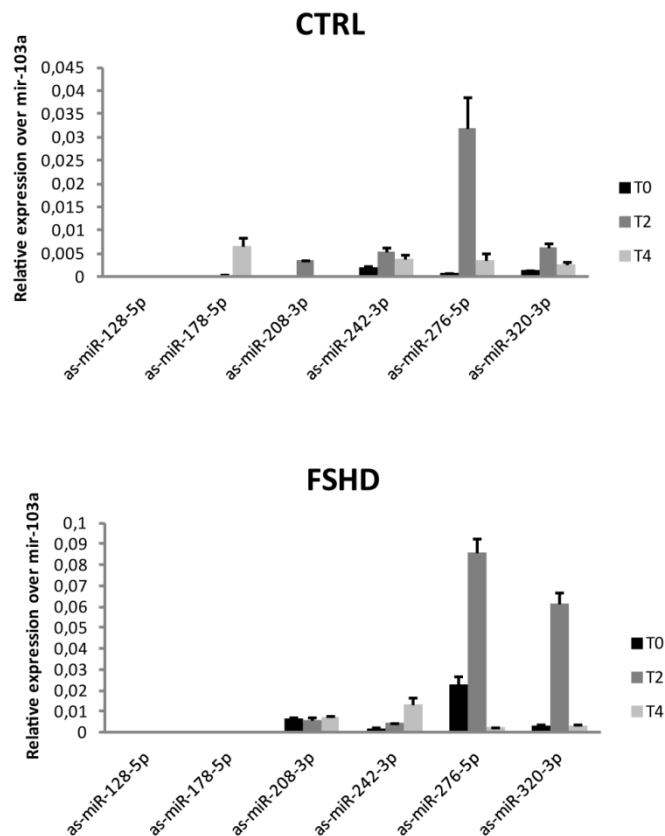 CTRL
Relative expression over mir-103a
0,045
0,04
0,035
0,03
0,025
0,02
0,015
0,01
0,005
0
T0
T2
T4
as-miR-128-5p
as-miR-178-5p
as-miR-208-3p
as-miR-242-3p
as-miR-276-5p
as-miR-320-3p
FSHD
Relative expression over mir-103a
0,1
0,09
0,08
0,07
0,06
0,05
0,04
0,03
0,02
0,01
0
T0
T2
T4
as-miR-128-5p
as-miR-178-5p
as-miR-208-3p
as-miR-242-3p
as-miR-276-5p
as-miR-320-3p